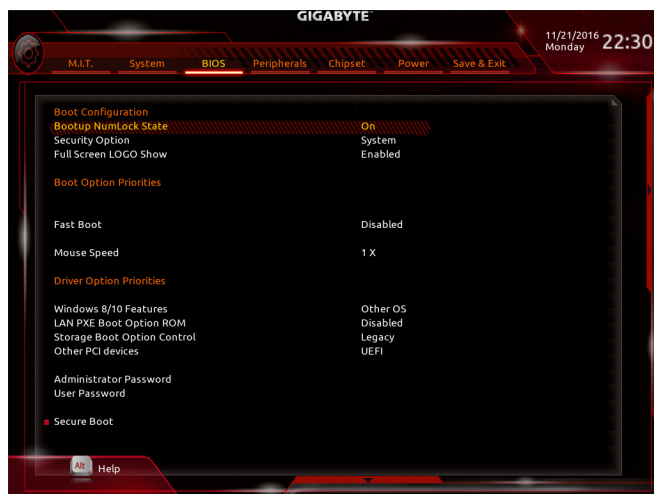 GIGABYTE
11/21/2016 22:30
Monday
M.I.T. System BIOS Peripherals Chipset Power Save & Exit
Boot Configuration
Bootup NumLock State On
Security Option System
Full Screen LOGO Show Enabled
Boot Option Priorities
Fast Boot Disabled
Mouse Speed 1 X
Driver Option Priorities
Windows 8/10 Features Other OS
LAN PXE Boot Option ROM Disabled
Storage Boot Option Control Legacy
Other PCI devices UEFI
Administrator Password
User Password
Secure Boot
Alt Help